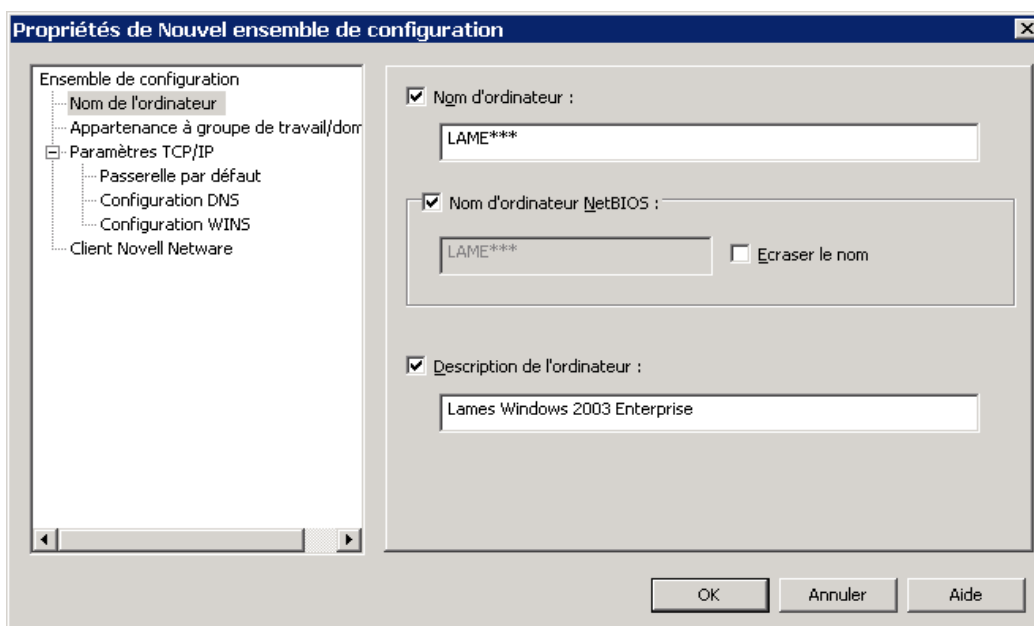 Propriétés de Nouvel ensemble de configuration
Ensemble de configuration
Nom de l'ordinateur
Appartenance à groupe de travail/dom
Paramètres TCP/IP
Passerelle par défaut
Configuration DNS
Configuration WINS
Client Novell Netware
Nom d'ordinateur :
LAME***
Nom d'ordinateur NetBIOS :
LAME***
Ecraser le nom
Description de l'ordinateur :
Lames Windows 2003 Enterprise
OK
Annuler
Aide